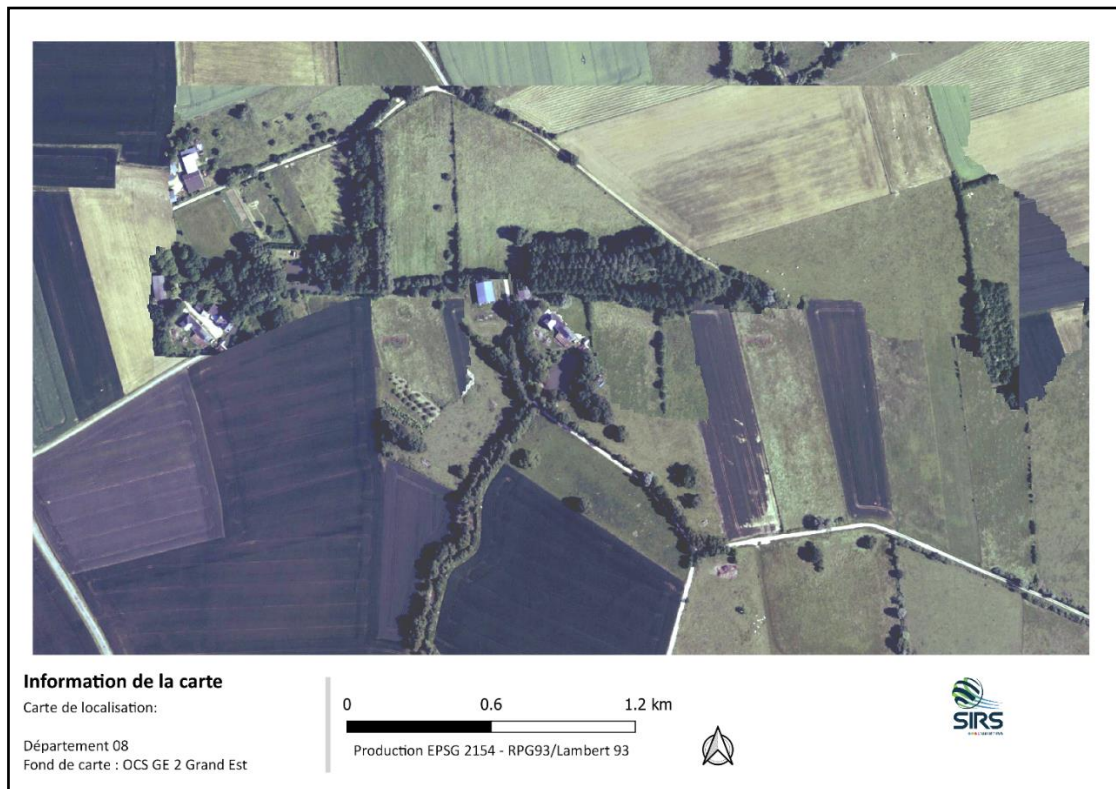 Information de la carte
Carte de localisation:
Département 08
Fond de carte : OCS GE 2 Grand Est
0 0.6 1.2 km
Production EPSG 2154 - RPG93/Lambert 93
SIRS